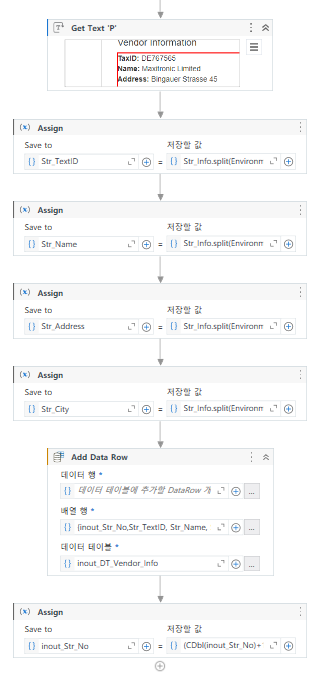 Get Text 'P'
Vendor Information
TaxID: DE767565
Name: Maxitronic Limited
Address: Bingauer Strasse 45
(x) Assign
Save to 저장할 값
{} Str_TextID = {} Str_Info.split(Environm
(x) Assign
Save to 저장할 값
{} Str_Name = {} Str_Info.split(Environm
(x) Assign
Save to 저장할 값
{} Str_Address = {} Str_Info.split(Environm
(x) Assign
Save to 저장할 값
{} Str_City = {} Str_Info.split(Environm
Add Data Row
데이터 행 *
{} 데이터 테이블에 추가할 DataRow ...
배열 행 *
{} {inout_Str_No,Str_TextID, Str_Name, ...
데이터 테이블 *
{} inout_DT_Vendor_Info ...
(x) Assign
Save to 저장할 값
{} inout_Str_No = {} (CDbl(inout_Str_No)+